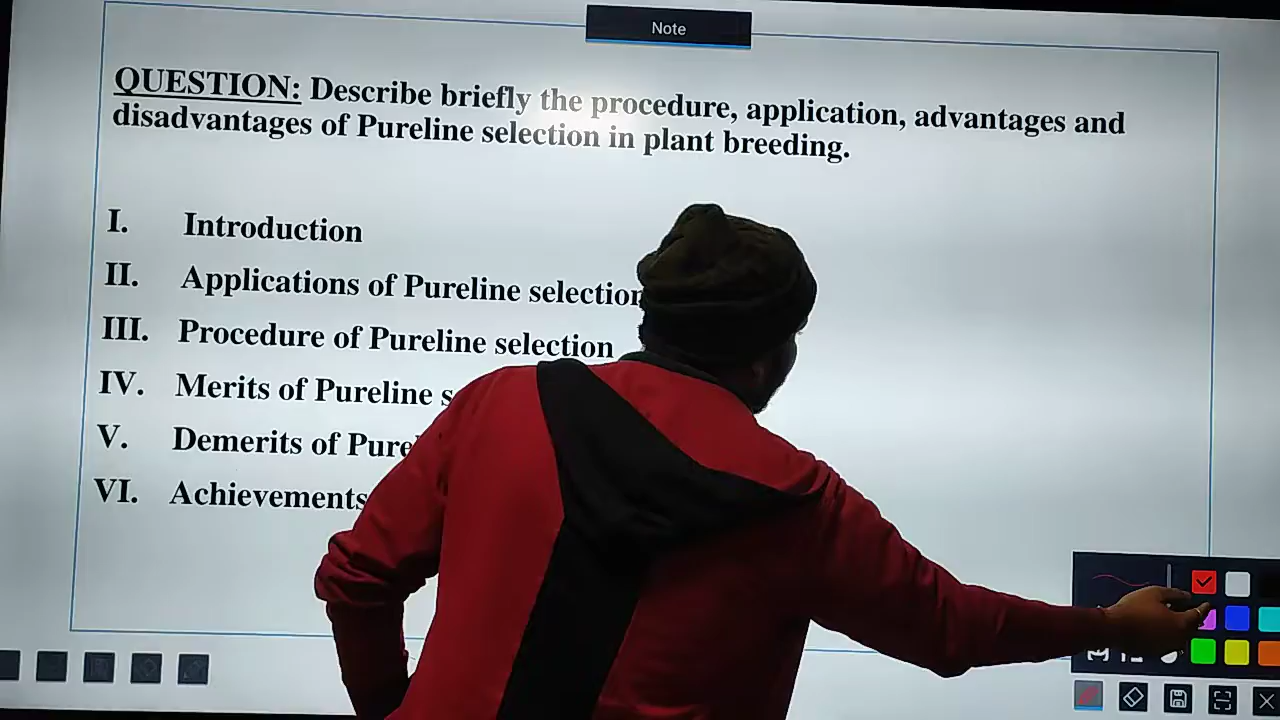 Note
QUESTION: Describe briefly the procedure, application, advantages and
disadvantages of Pureline selection in plant breeding.
I. Introduction
II. Applications of Pureline selection
III. Procedure of Pureline selection
IV. Merits of Pureline s
V. Demerits of Pure
VI. Achievements